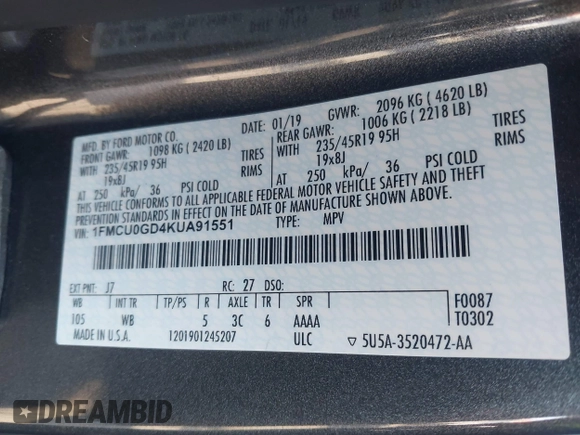 MFD. BY FORD MOTOR CO.
DATE: 01/19 GVWR: 2096 KG ( 4620 LB)
FRONT GAWR: 1098 KG ( 2420 LB)
REAR GAWR: 1006 KG ( 2218 LB)
235/45R19 95H TIRES
235/45R19 95H TIRES
19x8J RIMS
19x8J RIMS
AT 250 kPa/ 36 PSI COLD
AT 250 kPa/ 36 PSI COLD
THIS VEHICLE CONFORMS TO ALL APPLICABLE FEDERAL MOTOR VEHICLE SAFETY AND THEFT
PREVENTION STANDARDS IN EFFECT ON THE DATE OF MANUFACTURE SHOWN ABOVE.
VIN: 1FMCU0GD4KUA91551 TYPE: MPV
EXT PNT: J7 RC: 27 DSO:
WB INT TR TP/PS R AXLE TR SPR F0087
105 WB 5 3C 6 AAAA T0302
MADE IN U.S.A. 1201901245207 ULC ▽ 5U5A-3520472-AA
DREAMBID